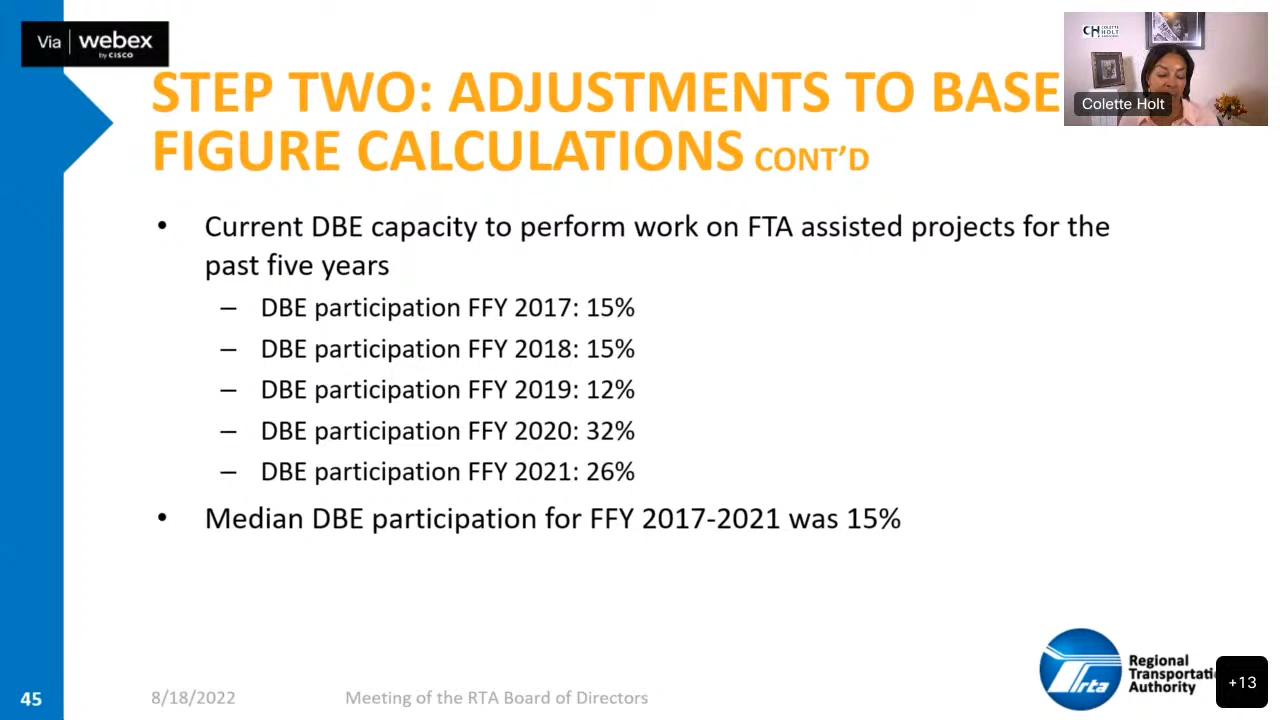 Via webex
by CISCO
STEP TWO: ADJUSTMENTS TO BASE
FIGURE CALCULATIONS CONT'D
CH COLETTE
HOLT
Colette Holt
• Current DBE capacity to perform work on FTA assisted projects for the
past five years
– DBE participation FFY 2017: 15%
– DBE participation FFY 2018: 15%
– DBE participation FFY 2019: 12%
– DBE participation FFY 2020: 32%
– DBE participation FFY 2021: 26%
• Median DBE participation for FFY 2017-2021 was 15%
rta
Regional
Transportati
Authority
+13
45
8/18/2022
Meeting of the RTA Board of Directors